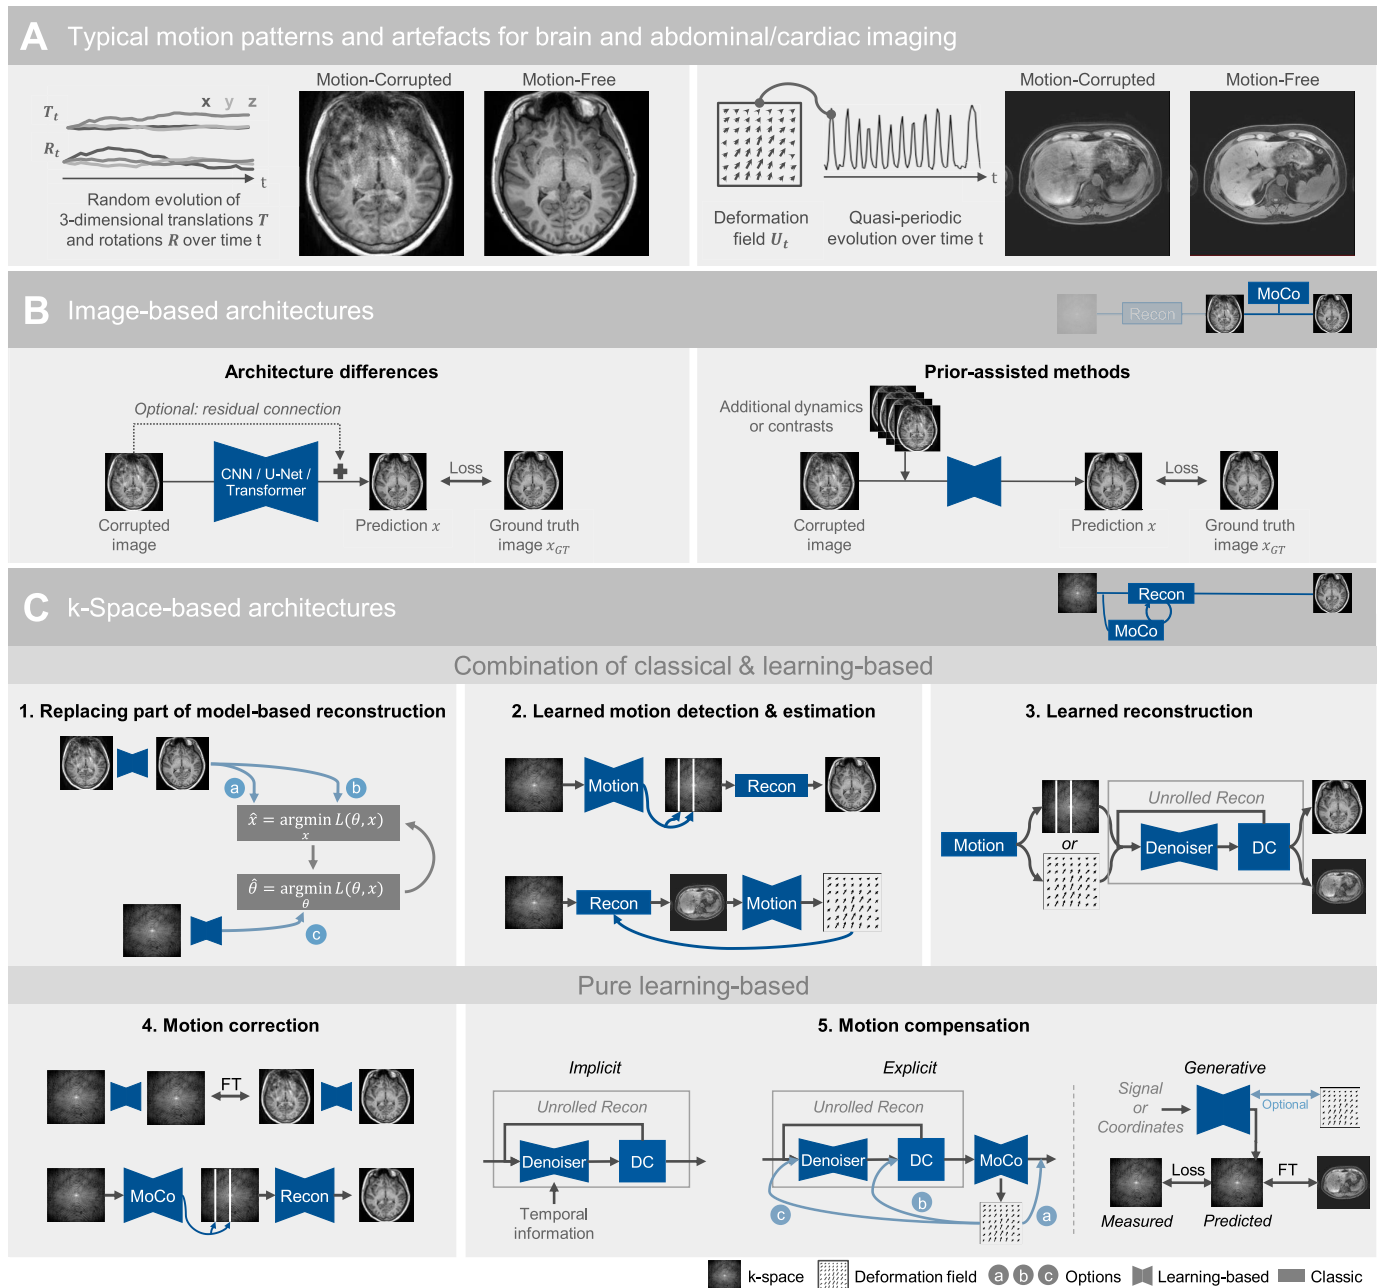 A Typical motion patterns and artefacts for brain and abdominal/cardiac imaging
x y z
T_t
R_t
t
Random evolution of
3-dimensional translations T
and rotations R over time t
Motion-Corrupted
Motion-Free
Deformation
field U_t
t
Quasi-periodic
evolution over time t
Motion-Corrupted
Motion-Free
B Image-based architectures
Recon
MoCo
Architecture differences
Optional: residual connection
CNN / U-Net /
Transformer
Loss
Corrupted
image
Prediction x
Ground truth
image x_GT
Prior-assisted methods
Additional dynamics
or contrasts
Loss
Corrupted
image
Prediction x
Ground truth
image x_GT
C k-Space-based architectures
Recon
MoCo
Combination of classical & learning-based
1. Replacing part of model-based reconstruction
a
b
x̂ = argmin L(θ, x)
x
θ̂ = argmin L(θ, x)
θ
c
2. Learned motion detection & estimation
Motion
Recon
Recon
Motion
3. Learned reconstruction
Unrolled Recon
Motion
or
Denoiser
DC
Pure learning-based
4. Motion correction
FT
MoCo
Recon
5. Motion compensation
Implicit
Unrolled Recon
Denoiser
DC
Temporal
information
Explicit
Unrolled Recon
Denoiser
DC
MoCo
c
b
a
Generative
Signal
or
Coordinates
Optional
Loss
FT
Measured
Predicted
k-space
Deformation field
a b c Options
Learning-based
Classic